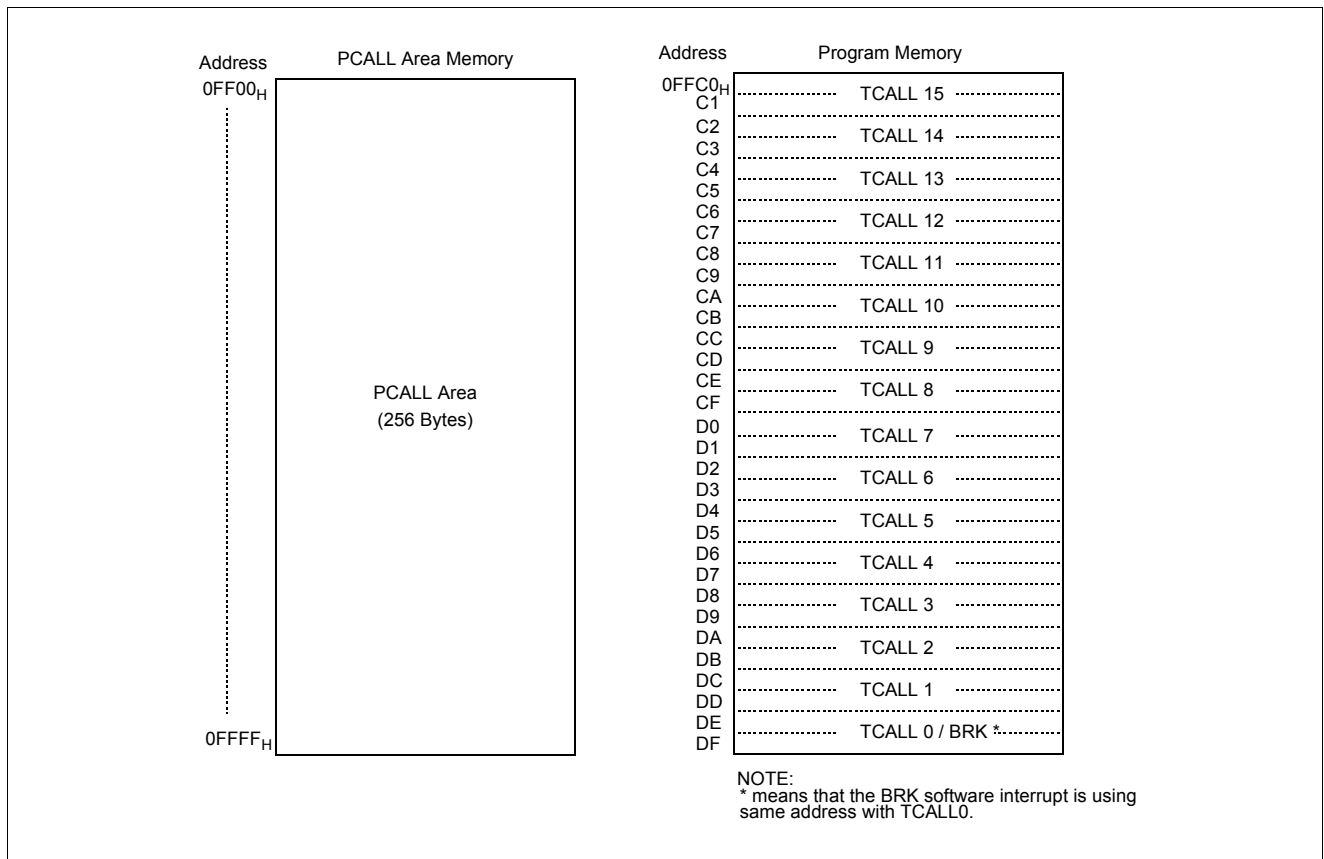 Address
PCALL Area Memory
0FF00H
PCALL Area
(256 Bytes)
0FFFFH
Address
Program Memory
0FFC0H
C1
TCALL 15
C2
C3
TCALL 14
C4
C5
TCALL 13
C6
C7
TCALL 12
C8
C9
TCALL 11
CA
CB
TCALL 10
CC
CD
TCALL 9
CE
CF
TCALL 8
D0
D1
TCALL 7
D2
D3
TCALL 6
D4
D5
TCALL 5
D6
D7
TCALL 4
D8
D9
TCALL 3
DA
DB
TCALL 2
DC
DD
TCALL 1
DE
DF
TCALL 0 / BRK *
NOTE:
* means that the BRK software interrupt is using
same address with TCALL0.